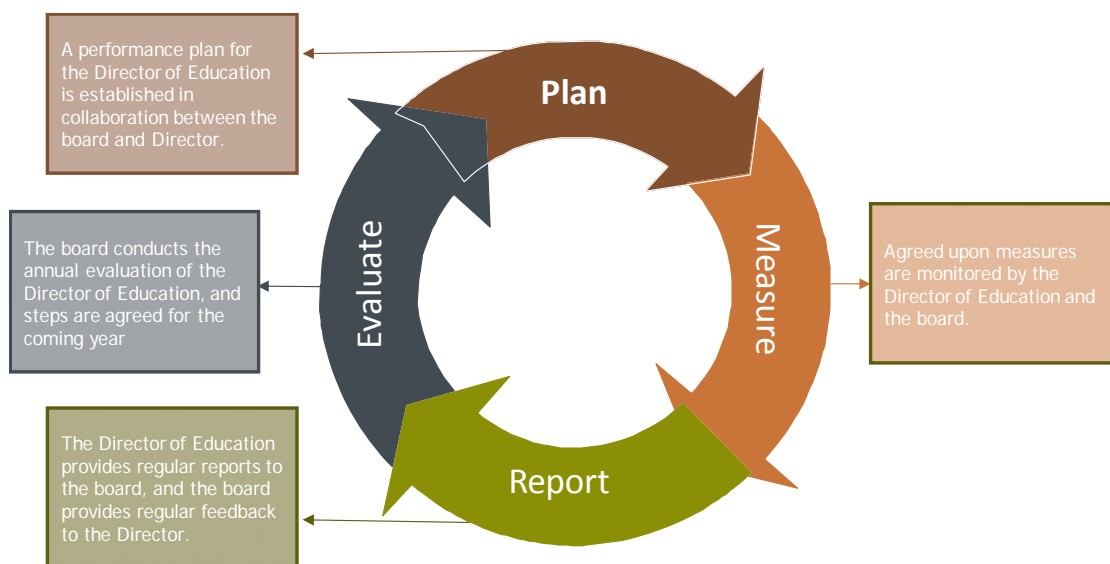 A performance plan for
the Director of Education
is established in
collaboration between the
board and Director.
Plan
The board conducts the
annual evaluation of the
Director of Education, and
steps are agreed for the
coming year
Evaluate
Measure
Agreed upon measures
are monitored by the
Director of Education and
the board.
The Director of Education
provides regular reports to
the board, and the board
provides regular feedback
to the Director.
Report